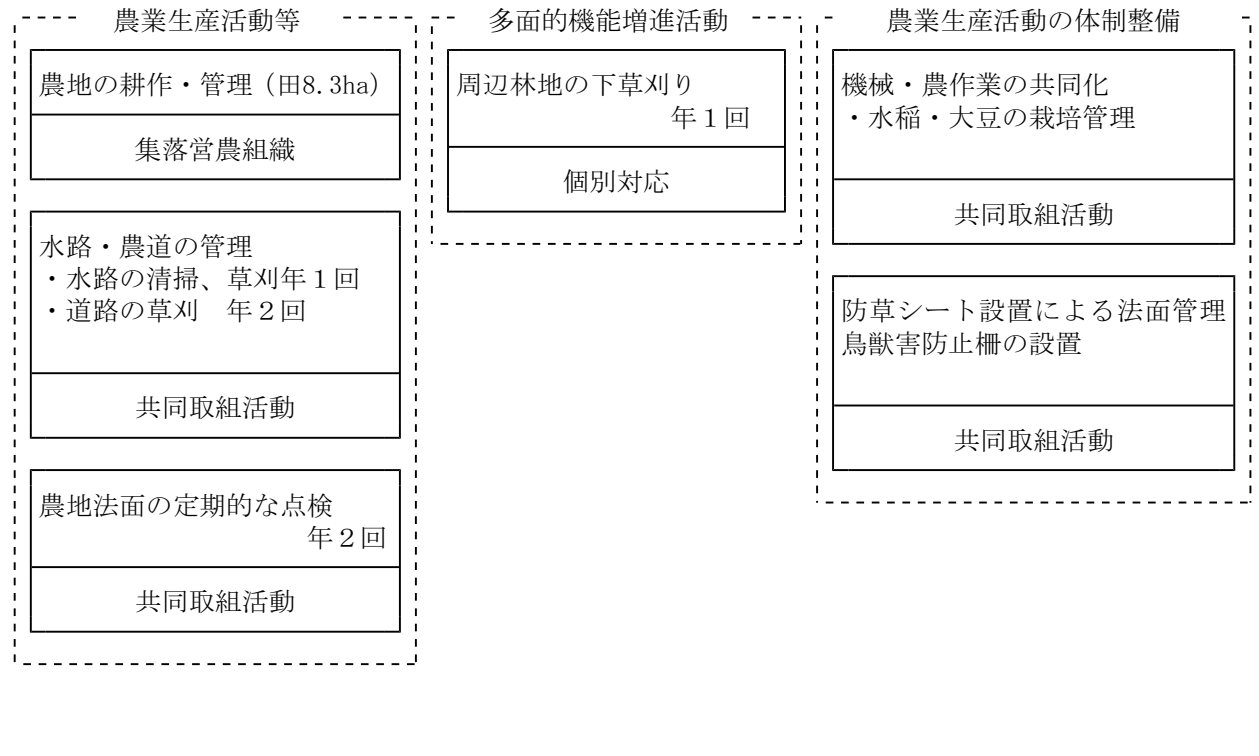 農業生産活動等
農地の耕作・管理（田8.3ha）
集落営農組織
水路・農道の管理
・水路の清掃、草刈年１回
・道路の草刈　年２回
共同取組活動
農地法面の定期的な点検
年２回
共同取組活動
多面的機能増進活動
周辺林地の下草刈り
年１回
個別対応
農業生産活動の体制整備
機械・農作業の共同化
・水稲・大豆の栽培管理
共同取組活動
防草シート設置による法面管理
鳥獣害防止柵の設置
共同取組活動